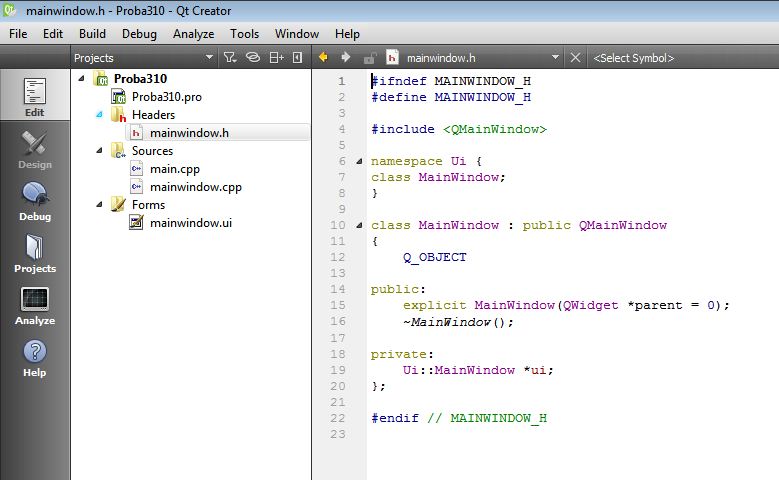 mainwindow.h - Proba310 - Qt Creator
File Edit Build Debug Analyze Tools Window Help
Projects mainwindow.h <Select Symbol>
Edit
Design
Debug
Projects
Analyze
Help
Proba310
Proba310.pro
Headers
mainwindow.h
Sources
main.cpp
mainwindow.cpp
Forms
mainwindow.ui
1 #ifndef MAINWINDOW_H
2 #define MAINWINDOW_H
3
4 #include <QMainWindow>
5
6 namespace Ui {
7 class MainWindow;
8 }
9
10 class MainWindow : public QMainWindow
11 {
12     Q_OBJECT
13
14 public:
15     explicit MainWindow(QWidget *parent = 0);
16     ~MainWindow();
17
18 private:
19     Ui::MainWindow *ui;
20 };
21
22 #endif // MAINWINDOW_H
23